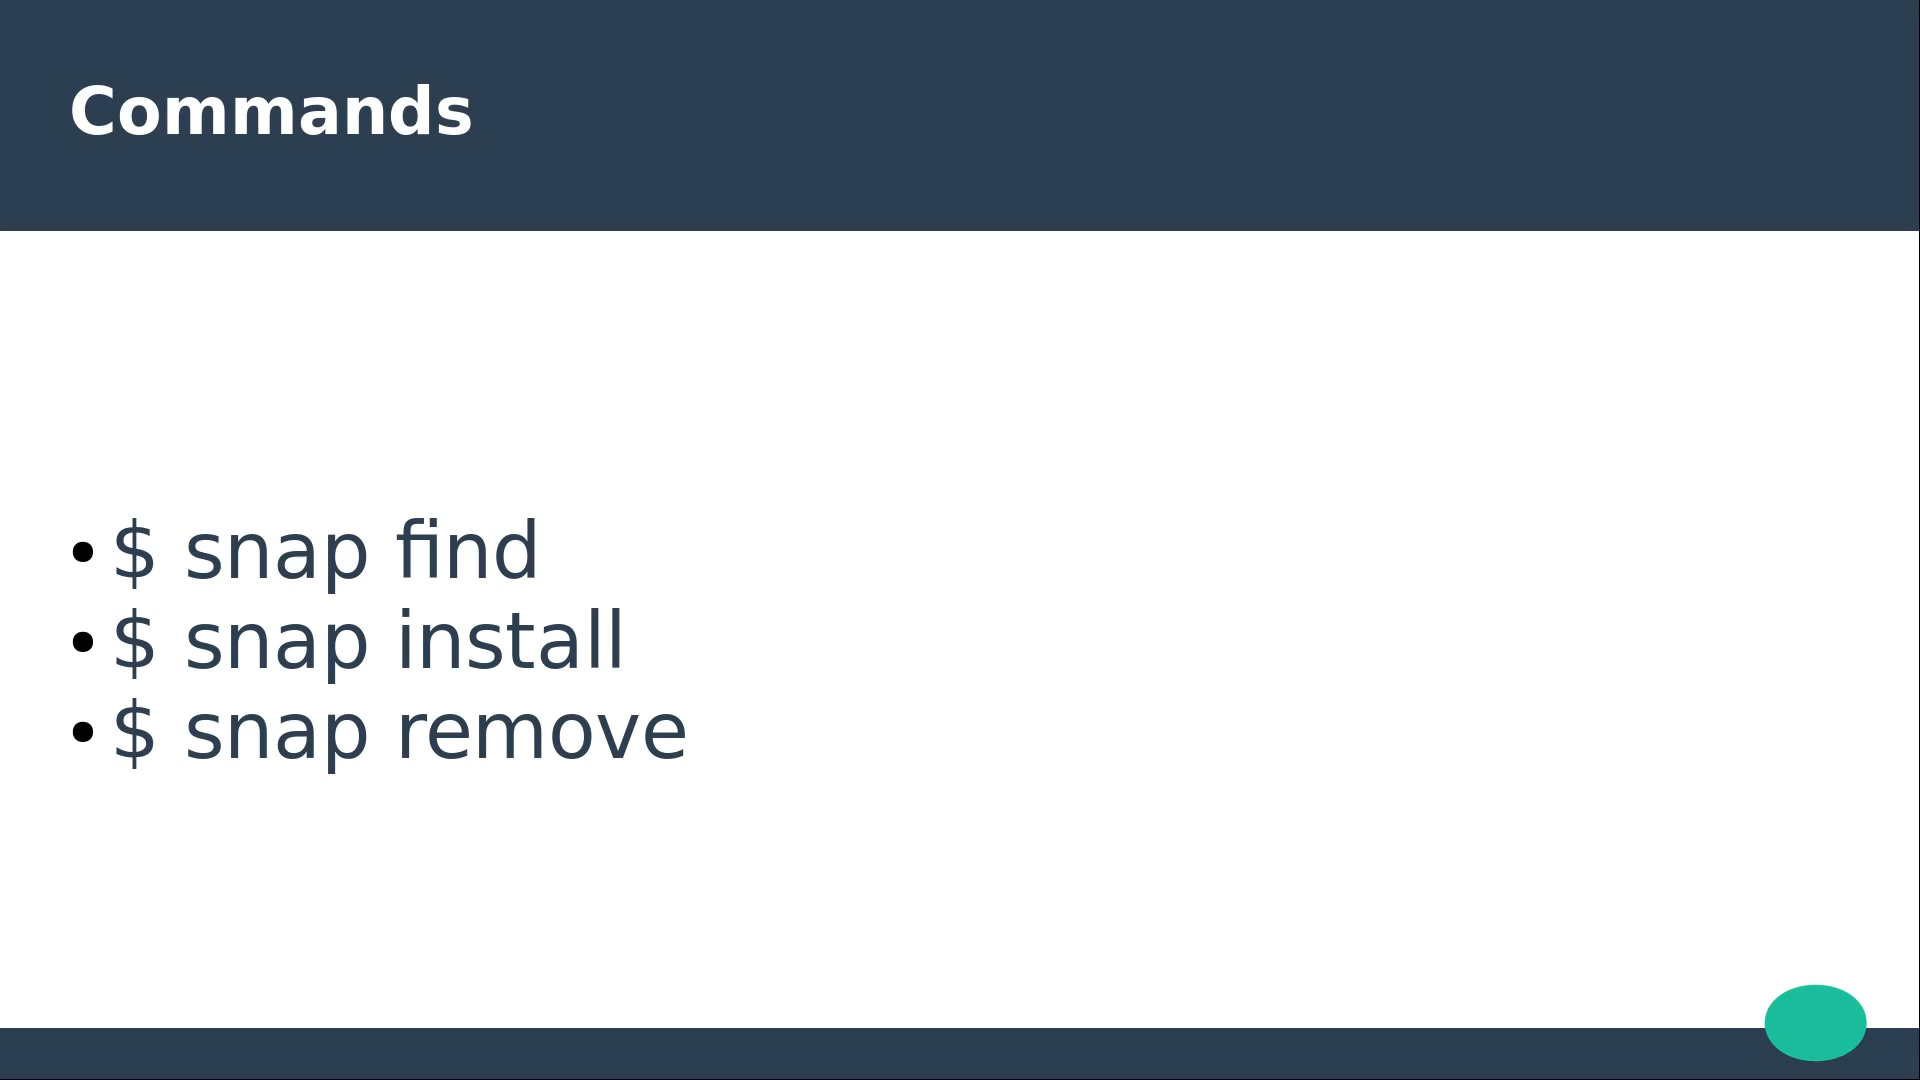 Commands
• $ snap find
• $ snap install
• $ snap remove